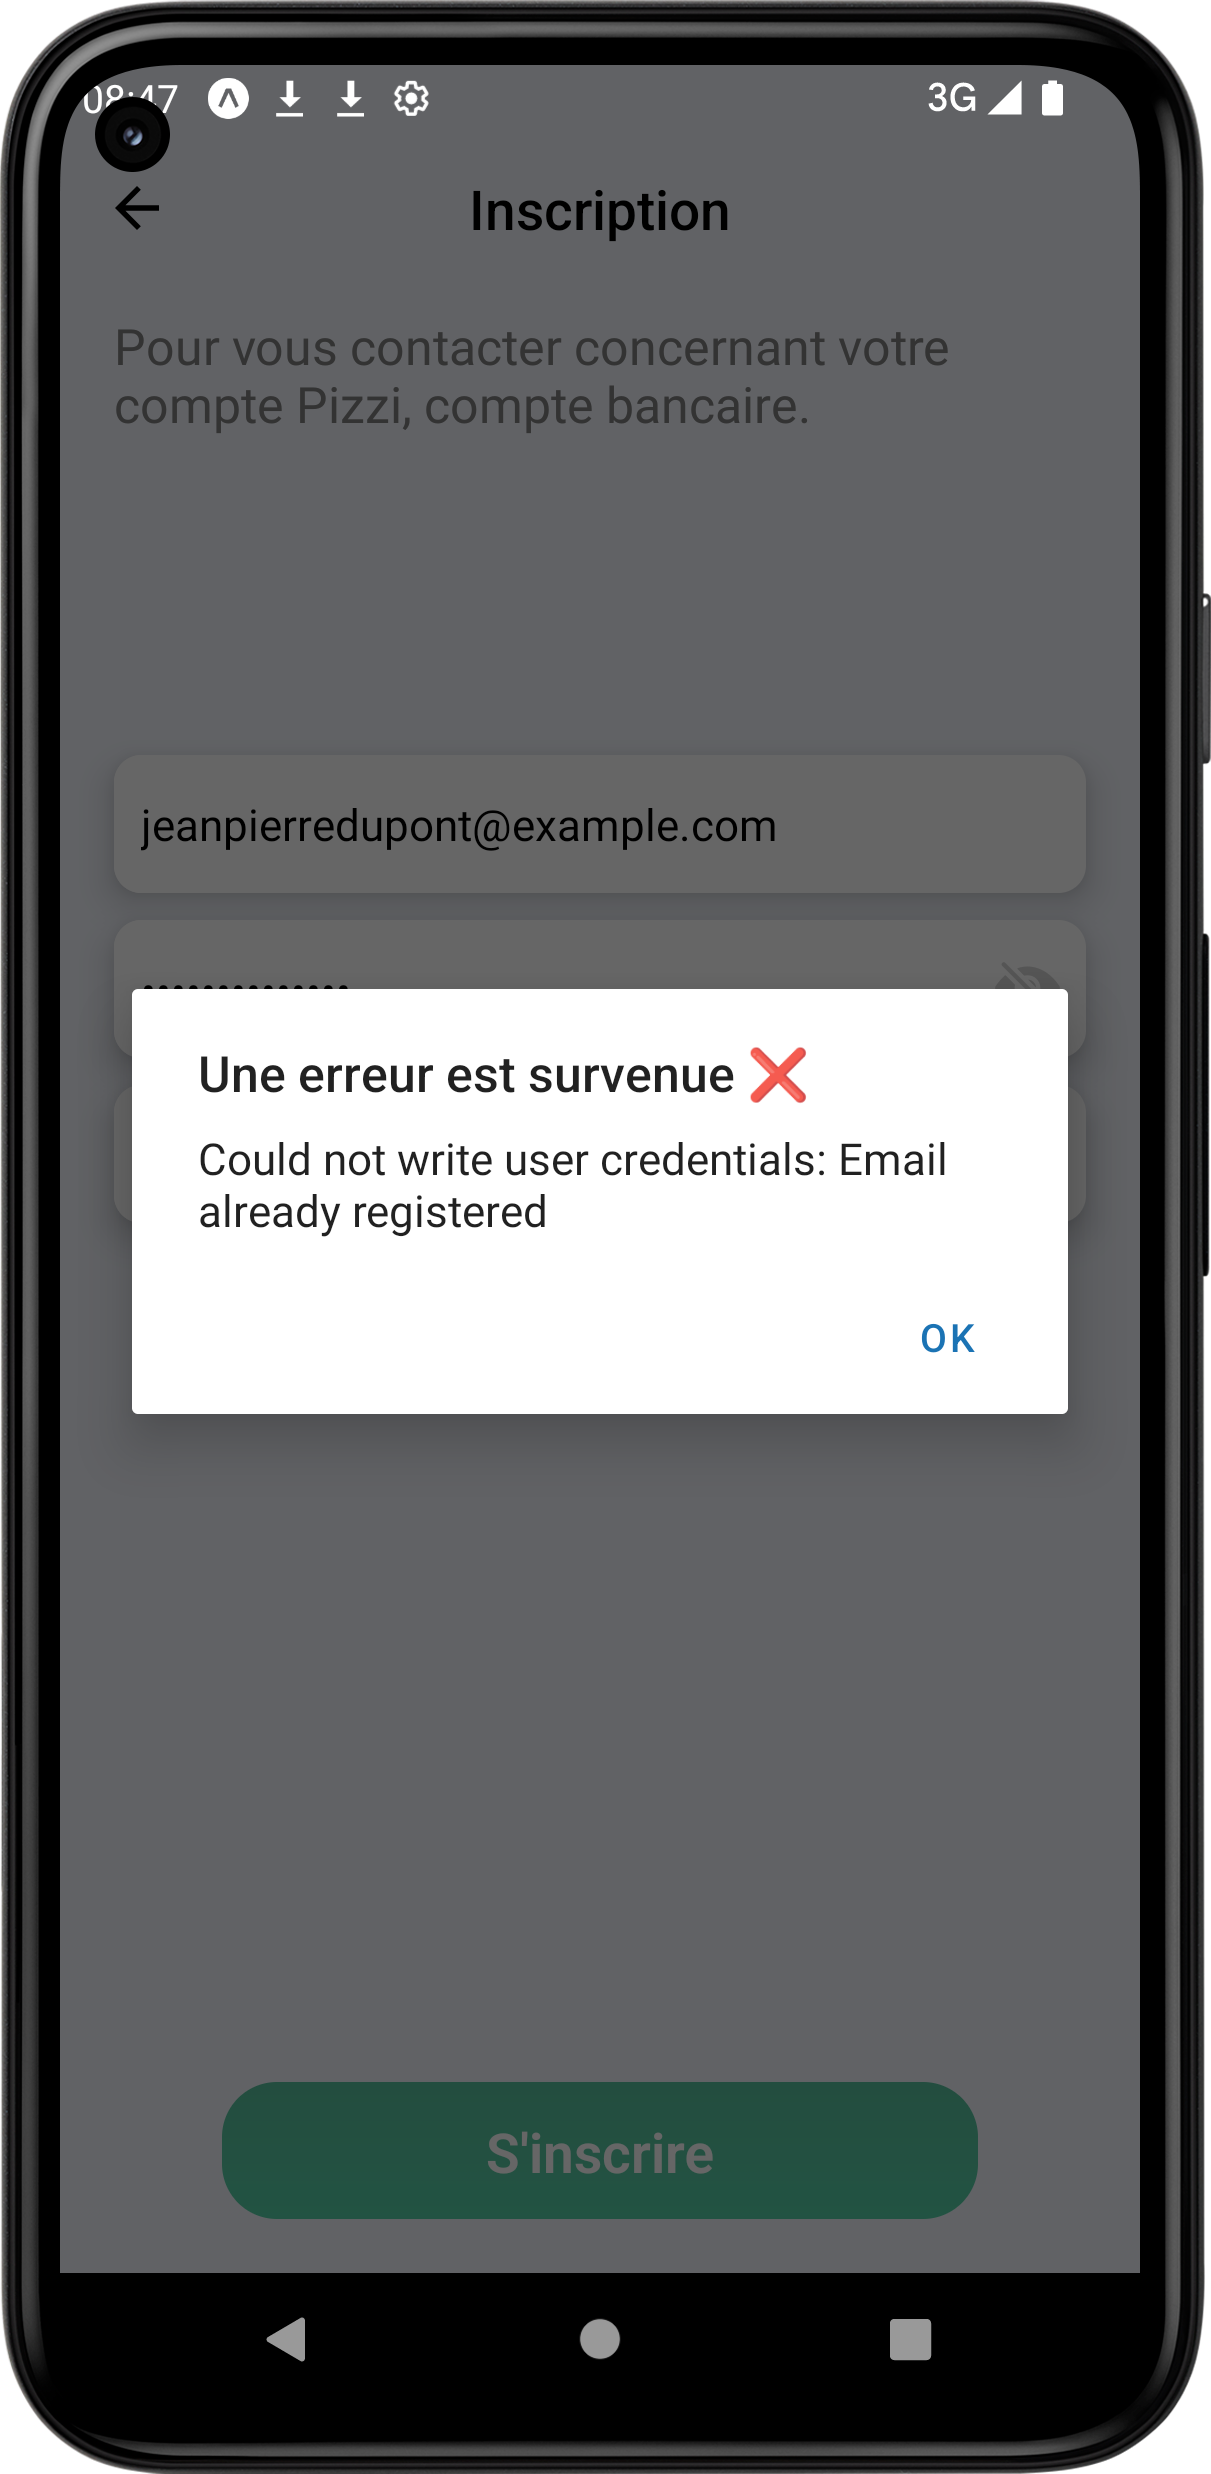 08:47 3G
Inscription
Pour vous contacter concernant votre
compte Pizzi, compte bancaire.
jeanpierredupont@example.com
••••••••••••••
Une erreur est survenue ❌
Could not write user credentials: Email
already registered
OK
S'inscrire